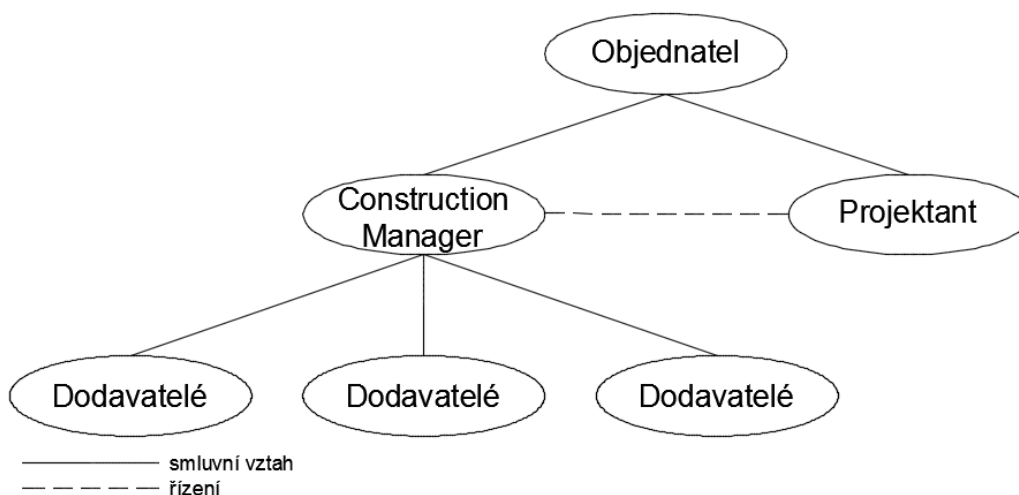 Objednatel
Construction
Manager
Projektant
Dodavatelé
Dodavatelé
Dodavatelé
smluvní vztah
řízení